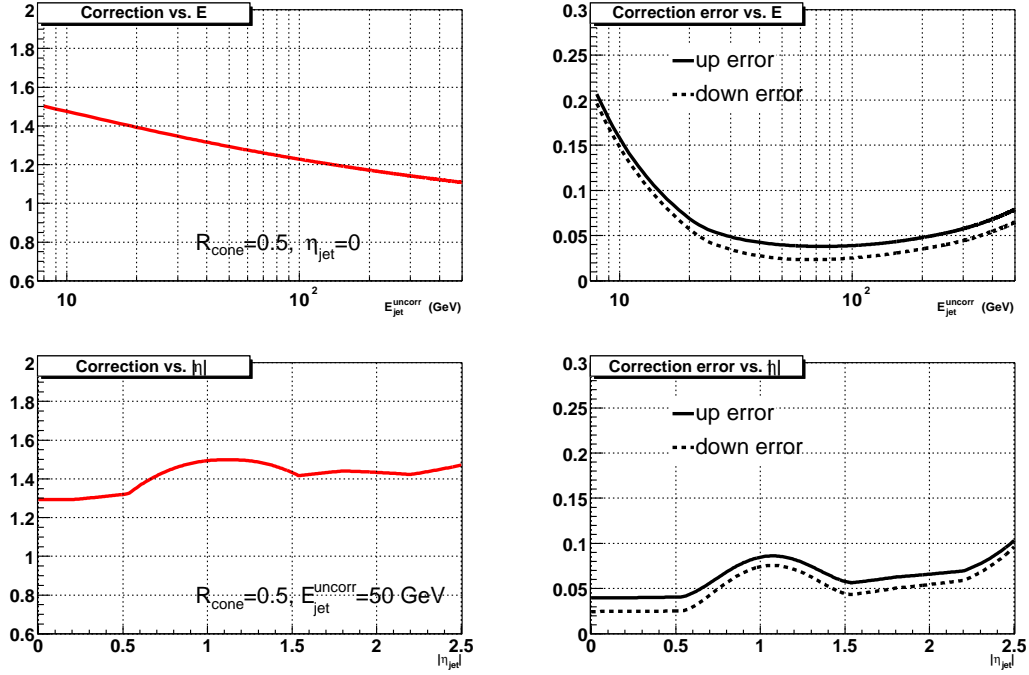 Correction vs. E
2
1.8
1.6
1.4
1.2
1
0.8
0.6
R_cone=0.5, η_jet=0
10
10^2
E_jet^uncorr (GeV)
Correction error vs. E
0.3
0.25
0.2
0.15
0.1
0.05
0
up error
down error
10
10^2
E_jet^uncorr (GeV)
Correction vs. |η|
2
1.8
1.6
1.4
1.2
1
0.8
0.6
R_cone=0.5, E_jet^uncorr=50 GeV
0 0.5 1 1.5 2 2.5
|η_jet|
Correction error vs. |η|
0.3
0.25
0.2
0.15
0.1
0.05
0
up error
down error
0 0.5 1 1.5 2 2.5
|η_jet|